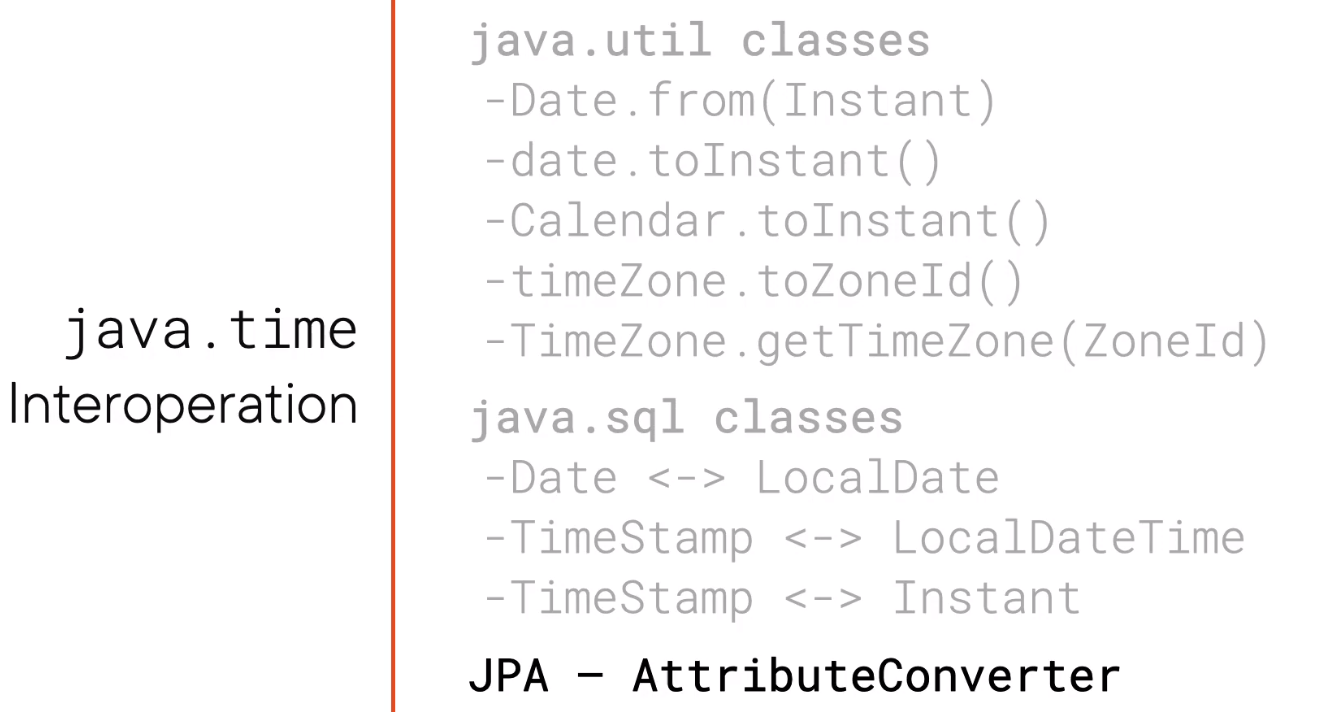 java.time
Interoperation
java.util classes
-Date.from(Instant)
-date.toInstant()
-Calendar.toInstant()
-timeZone.toZoneId()
-TimeZone.getTimeZone(ZoneId)
java.sql classes
-Date <-> LocalDate
-TimeStamp <-> LocalDateTime
-TimeStamp <-> Instant
JPA – AttributeConverter